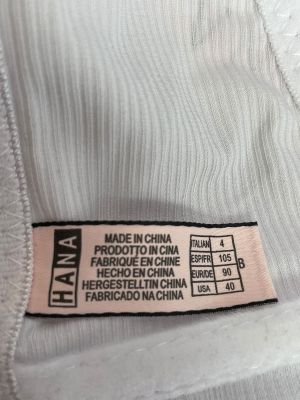 HANA
MADE IN CHINA
PRODOTTO IN CINA
FABRIQUÉ EN CHINE
HECHO EN CHINA
HERGESTELLTIN CHINA
FABRICADO NA CHINA
ITALIAN 4
ESP/FR 105
EUR/DE 90
USA 40
B